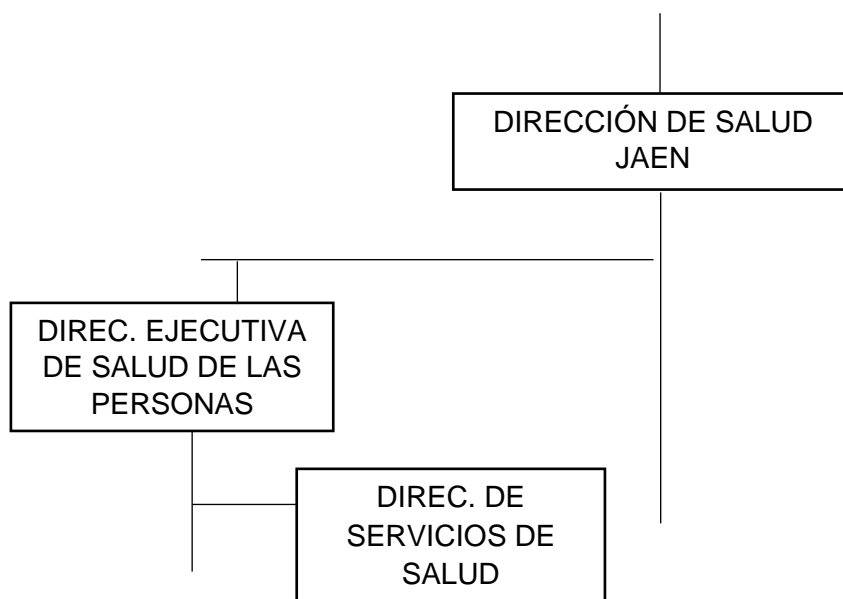 DIRECCIÓN DE SALUD
JAEN
DIREC. EJECUTIVA
DE SALUD DE LAS
PERSONAS
DIREC. DE
SERVICIOS DE
SALUD